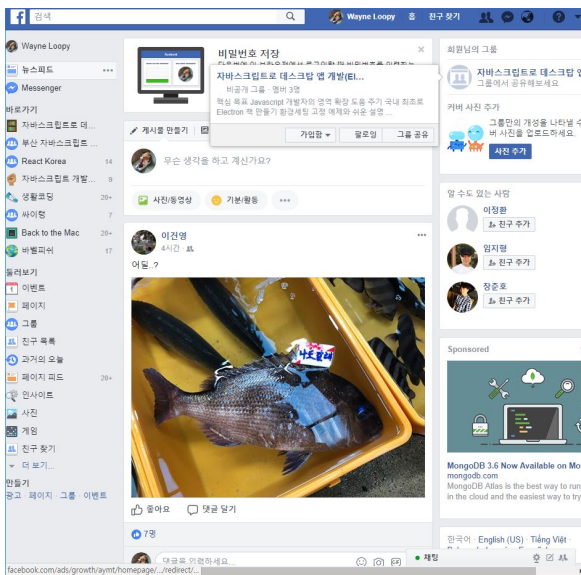 검색
Wayne Loopy
홈
친구 찾기
Wayne Loopy
뉴스피드
Messenger
바로가기
자바스크립트로 데...
부산 자바스크립트 ...
React Korea 14
자바스크립트 개발... 9
생활코딩 20+
싸이텅 7
Back to the Mac 20+
바벨피쉬 17
둘러보기
이벤트
페이지
그룹
친구 목록
과거의 오늘
페이지 피드 20+
인사이트
사진
게임
친구 찾기
더 보기...
만들기
광고 · 페이지 · 그룹 · 이벤트
비밀번호 저장
자바스크립트로 데스크탑 앱 개발(El...
비공개 그룹 · 멤버 3명
핵심 목표 Javascript 개발자의 영역 확장 도움 주기 국내 최초로
Electron 책 만들기 환경세팅 고정 예제와 쉬운 설명 ...
가입함
팔로잉
그룹 공유
게시물 만들기
무슨 생각을 하고 계신가요?
사진/동영상
기분/활동
이건영
4시간
어딜..?
좋아요
댓글 달기
7명
댓글을 입력하세요...
GIF
회원님의 그룹
자바스크립트로 데스크탑
그룹에서 공유해보세요
커버 사진 추가
그룹만의 개성을 나타낼 수
버 사진을 업로드하세요.
사진 추가
알 수도 있는 사람
이정환
친구 추가
임지형
친구 추가
장준호
친구 추가
Sponsored
MongoDB 3.6 Now Available on Mo
mongodb.com
MongoDB Atlas is the best way to run
in the cloud and the easiest way to try
한국어 · English (US) · Tiếng Việt ·
채팅
facebook.com/ads/growth/aymt/homepage/.../redirect/...